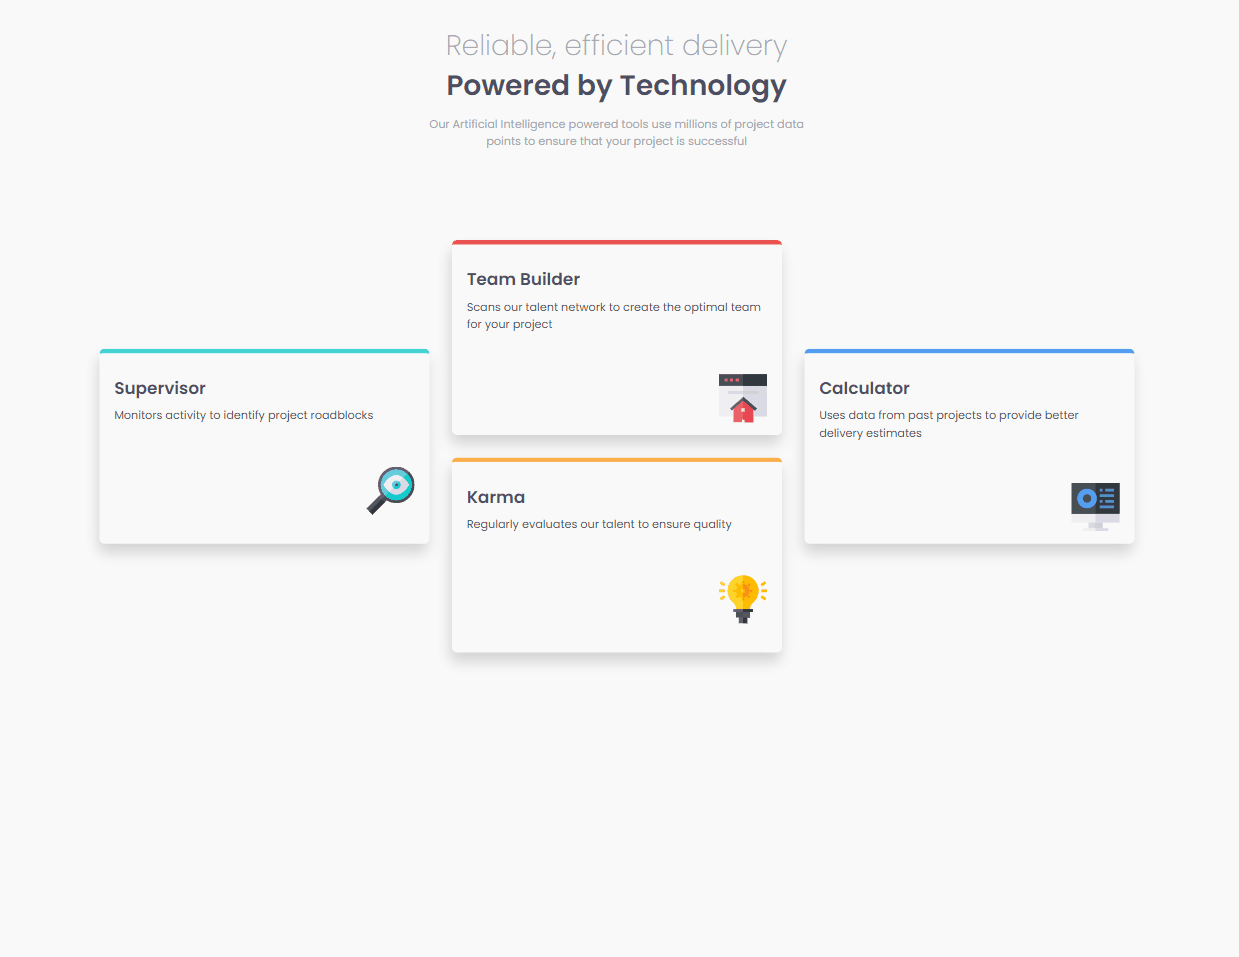 Reliable, efficient delivery
Powered by Technology
Our Artificial Intelligence powered tools use millions of project data
points to ensure that your project is successful
Team Builder
Scans our talent network to create the optimal team
for your project
Supervisor
Monitors activity to identify project roadblocks
Calculator
Uses data from past projects to provide better
delivery estimates
Karma
Regularly evaluates our talent to ensure quality